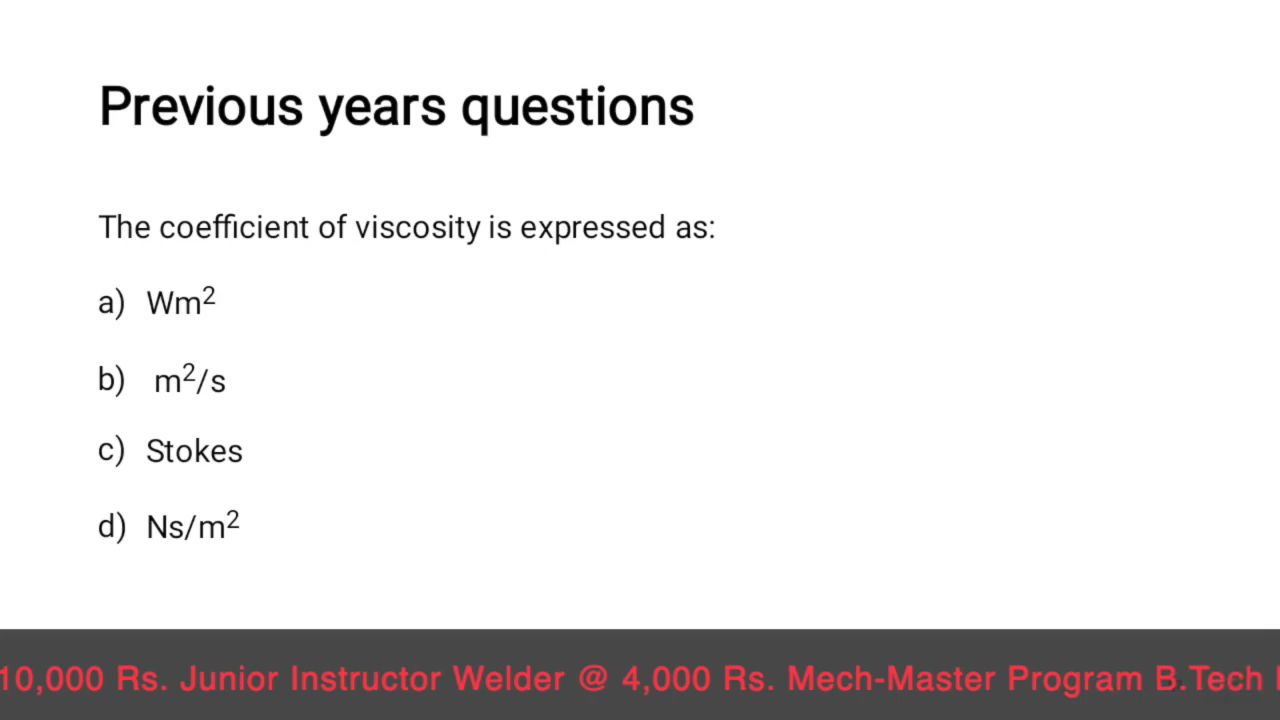 Previous years questions
The coefficient of viscosity is expressed as:
a) Wm²
b) m²/s
c) Stokes
d) Ns/m²
10,000 Rs. Junior Instructor Welder @ 4,000 Rs. Mech-Master Program B.Tech